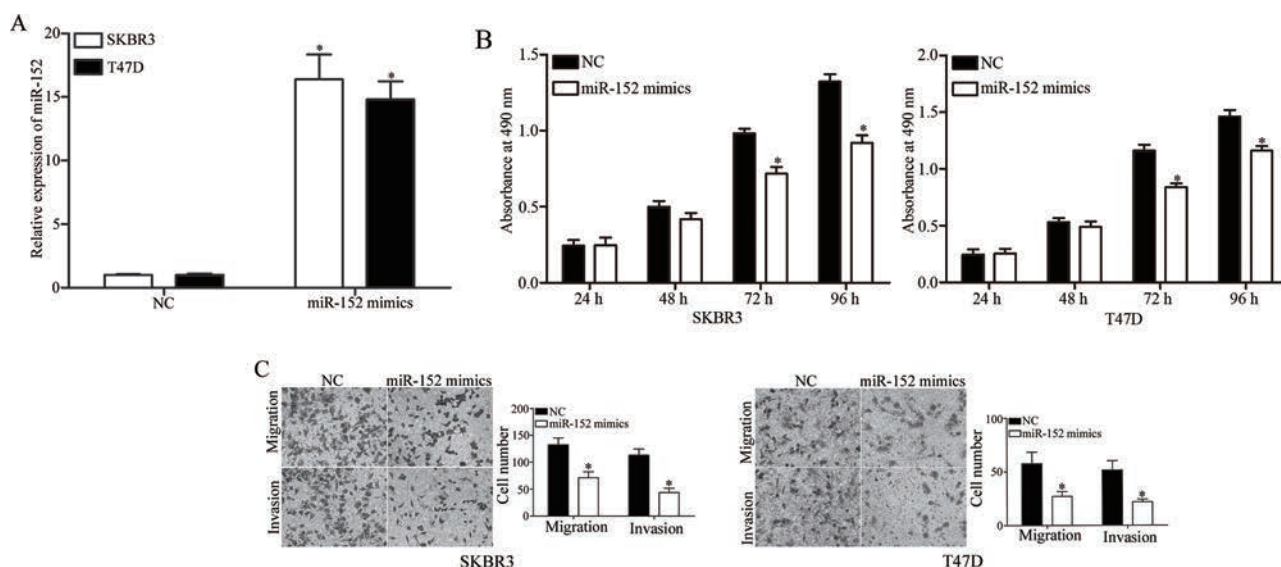 A
SKBR3
T47D
Relative expression of miR-152
20
15
10
5
0
*
*
NC
miR-152 mimics
B
NC
miR-152 mimics
Absorbance at 490 nm
1.5
1.0
0.5
0.0
*
*
24 h 48 h 72 h 96 h
SKBR3
NC
miR-152 mimics
Absorbance at 490 nm
2.0
1.5
1.0
0.5
0.0
*
*
24 h 48 h 72 h 96 h
T47D
C
NC miR-152 mimics
Migration
Invasion
NC
miR-152 mimics
Cell number
200
150
100
50
0
*
*
Migration Invasion
SKBR3
NC miR-152 mimics
Migration
Invasion
NC
miR-152 mimics
Cell number
100
50
0
*
*
Migration Invasion
T47D